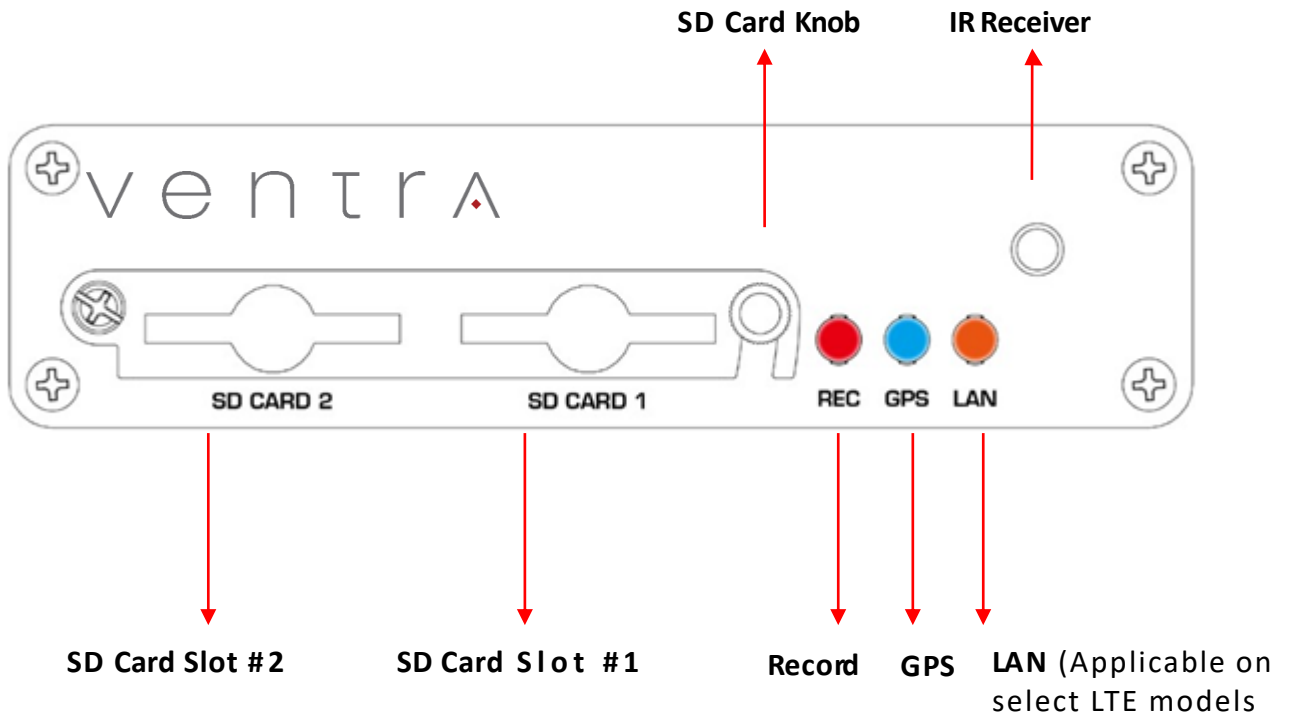 SD Card Knob
IR Receiver
ventra
SD CARD 2
SD CARD 1
REC
GPS
LAN
SD Card Slot #2
SD Card Slot #1
Record
GPS
LAN (Applicable on
select LTE models